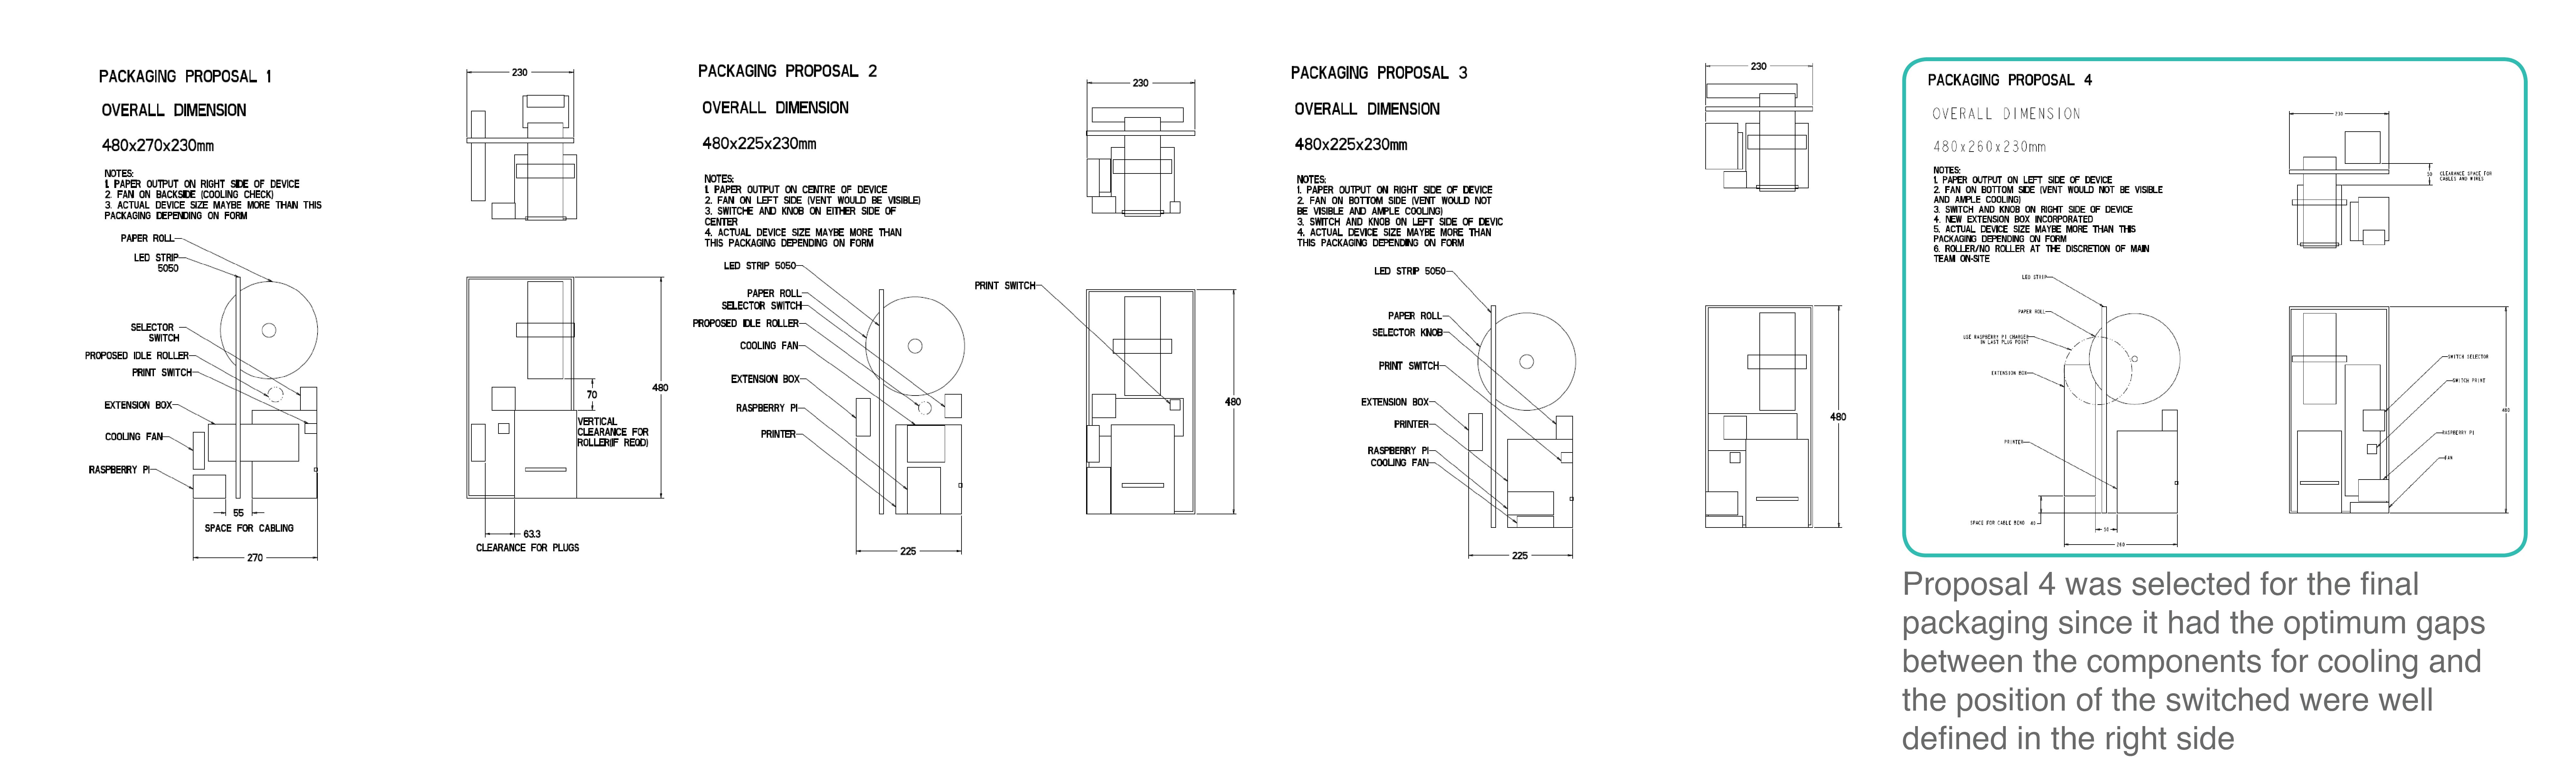 PACKAGING PROPOSAL 1
OVERALL DIMENSION
480x270x230mm
NOTES:
1. PAPER OUTPUT ON RIGHT SIDE OF DEVICE
2. FAN ON BACKSIDE (COOLING CHECK)
3. ACTUAL DEVICE SIZE MAYBE MORE THAN THIS
PACKAGING DEPENDING ON FORM
PAPER ROLL
LED STRIP
5050
SELECTOR
SWITCH
PROPOSED IDLE ROLLER
PRINT SWITCH
EXTENSION BOX
COOLING FAN
RASPBERRY PI
55
SPACE FOR CABLING
270
230
70
480
VERTICAL
CLEARANCE FOR
ROLLER(IF REQD)
63.3
CLEARANCE FOR PLUGS
PACKAGING PROPOSAL 2
OVERALL DIMENSION
480x225x230mm
NOTES:
1. PAPER OUTPUT ON CENTRE OF DEVICE
2. FAN ON LEFT SIDE (VENT WOULD BE VISIBLE)
3. SWITCHE AND KNOB ON EITHER SIDE OF
CENTER
4. ACTUAL DEVICE SIZE MAYBE MORE THAN
THIS PACKAGING DEPENDING ON FORM
LED STRIP 5050
PAPER ROLL
SELECTOR SWITCH
PROPOSED IDLE ROLLER
COOLING FAN
EXTENSION BOX
RASPBERRY PI
PRINTER
225
230
PRINT SWITCH
480
PACKAGING PROPOSAL 3
OVERALL DIMENSION
480x225x230mm
NOTES:
1. PAPER OUTPUT ON RIGHT SIDE OF DEVICE
2. FAN ON BOTTOM SIDE (VENT WOULD NOT
BE VISIBLE AND AMPLE COOLING)
3. SWITCH AND KNOB ON LEFT SIDE OF DEVIC
4. ACTUAL DEVICE SIZE MAYBE MORE THAN
THIS PACKAGING DEPENDING ON FORM
LED STRIP 5050
PAPER ROLL
SELECTOR KNOB
PRINT SWITCH
EXTENSION BOX
PRINTER
RASPBERRY PI
COOLING FAN
225
230
480
PACKAGING PROPOSAL 4
OVERALL DIMENSION
480x260x230mm
NOTES:
1. PAPER OUTPUT ON LEFT SIDE OF DEVICE
2. FAN ON BOTTOM SIDE (VENT WOULD NOT BE VISIBLE
AND AMPLE COOLING)
3. SWITCH AND KNOB ON RIGHT SIDE OF DEVICE
4. NEW EXTENSION BOX INCORPORATED
5. ACTUAL DEVICE SIZE MAYBE MORE THAN THIS
PACKAGING DEPENDING ON FORM
6. ROLLER/NO ROLLER AT THE DISCRETION OF MAIN
TEAM ON-SITE
LED STRIP
PAPER ROLL
USE RASPBERRY PI CHARGER
IN LAST PLUG POINT
EXTENSION BOX
PRINTER
SPACE FOR CABLE BEND 40
50
260
230
50
CLEARANCE SPACE FOR
CABLES AND WIRES
SWITCH SELECTOR
SWITCH PRINT
480
RASPBERRY PI
FAN
Proposal 4 was selected for the final
packaging since it had the optimum gaps
between the components for cooling and
the position of the switched were well
defined in the right side